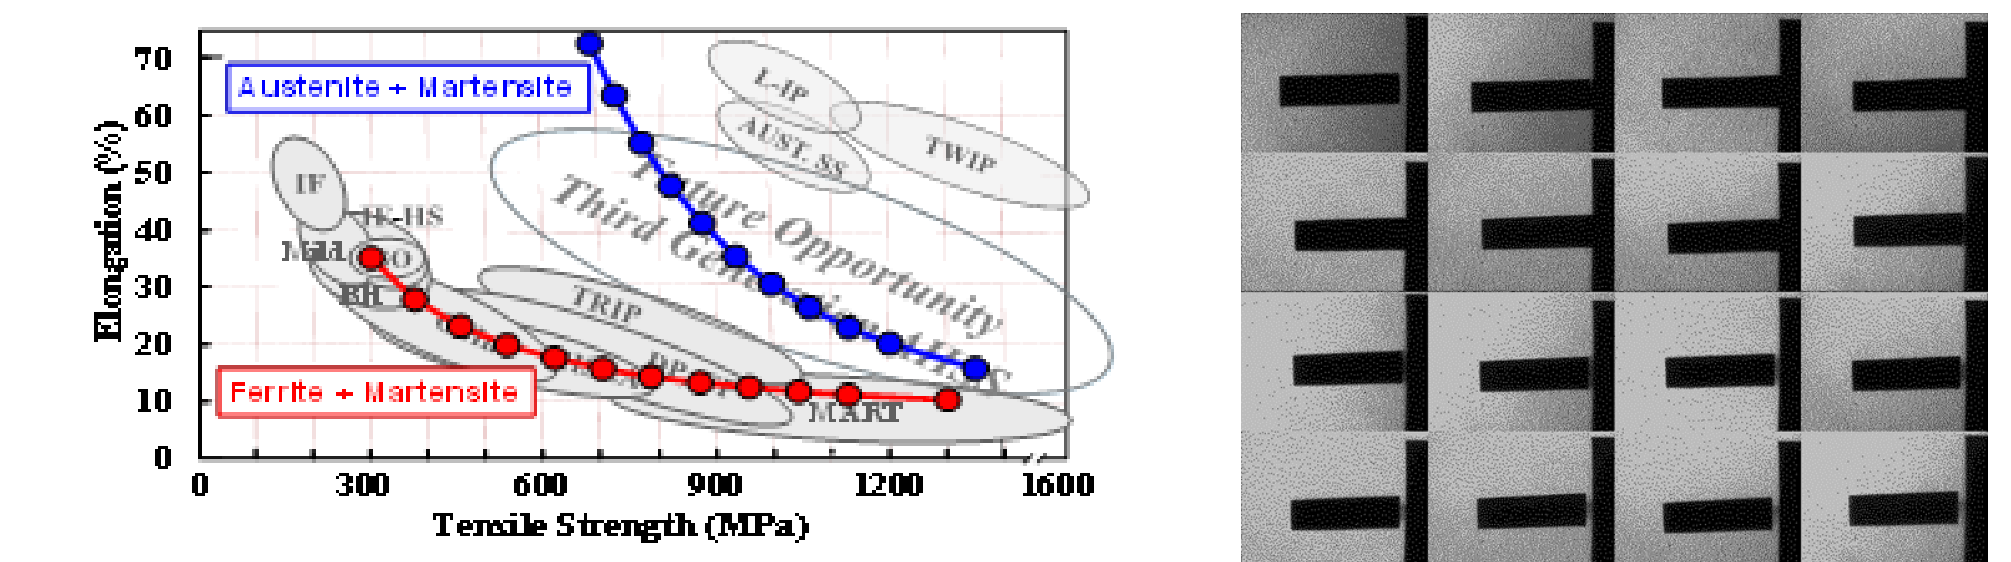 70
60
50
40
30
20
10
0
Elongation (%)
Austenite + Martensite
L-IP
AUST. SS
TWIP
IF
IF-HS
Mild
BH
Future Opportunity
Third Generation AHSS
TRIP
DP
MART
Ferrite + Martensite
0
300
600
900
1200
1600
Tensile Strength (MPa)